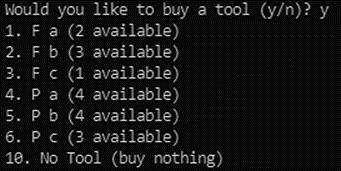 Would you like to buy a tool (y/n)? y
1. F a (2 available)
2. F b (3 available)
3. F c (1 available)
4. P a (4 available)
5. P b (4 available)
6. P c (3 available)
10. No Tool (buy nothing)